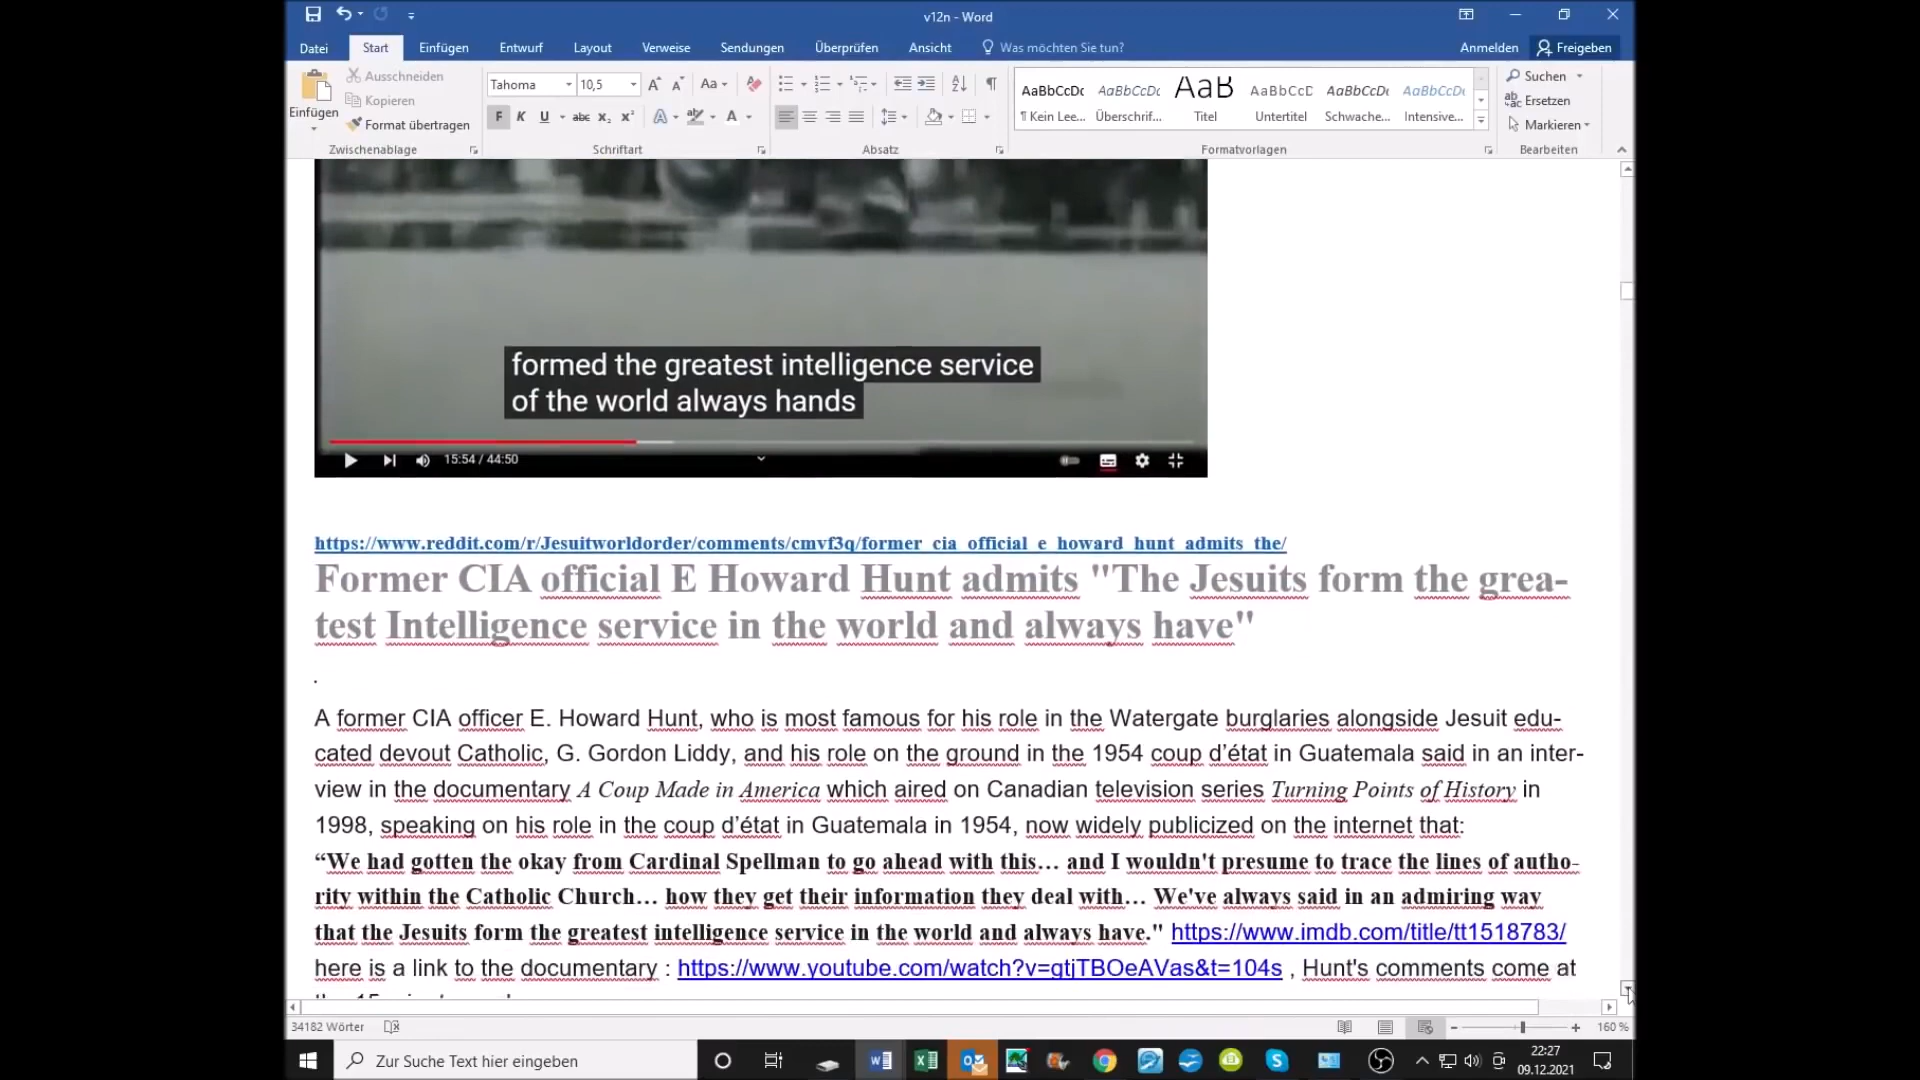 v12n - Word
Datei Start Einfügen Entwurf Layout Verweise Sendungen Überprüfen Ansicht Was möchten Sie tun? Anmelden Freigeben
Einfügen
Ausschneiden
Kopieren
Format übertragen
Zwischenablage
Tahoma 10,5
F K U abc x₂ x²
Schriftart
Absatz
AaBbCcDc AaBbCcDc AaB AaBbCcD AaBbCcDc AaBbCcDc
¶ Kein Lee... Überschrif... Titel Untertitel Schwache... Intensive...
Formatvorlagen
Suchen
Ersetzen
Markieren
Bearbeiten
formed the greatest intelligence service
of the world always hands
15:54 / 44:50
https://www.reddit.com/r/Jesuitworldorder/comments/cmvf3q/former_cia_official_e_howard_hunt_admits_the/
Former CIA official E Howard Hunt admits "The Jesuits form the grea-
test Intelligence service in the world and always have"
.
A former CIA officer E. Howard Hunt, who is most famous for his role in the Watergate burglaries alongside Jesuit edu-
cated devout Catholic, G. Gordon Liddy, and his role on the ground in the 1954 coup d’état in Guatemala said in an inter-
view in the documentary A Coup Made in America which aired on Canadian television series Turning Points of History in
1998, speaking on his role in the coup d’état in Guatemala in 1954, now widely publicized on the internet that:
“We had gotten the okay from Cardinal Spellman to go ahead with this… and I wouldn't presume to trace the lines of autho-
rity within the Catholic Church… how they get their information they deal with… We've always said in an admiring way
that the Jesuits form the greatest intelligence service in the world and always have." https://www.imdb.com/title/tt1518783/
here is a link to the documentary : https://www.youtube.com/watch?v=gtjTBOeAVas&t=104s , Hunt's comments come at
34182 Wörter
160 %
Zur Suche Text hier eingeben
22:27
09.12.2021